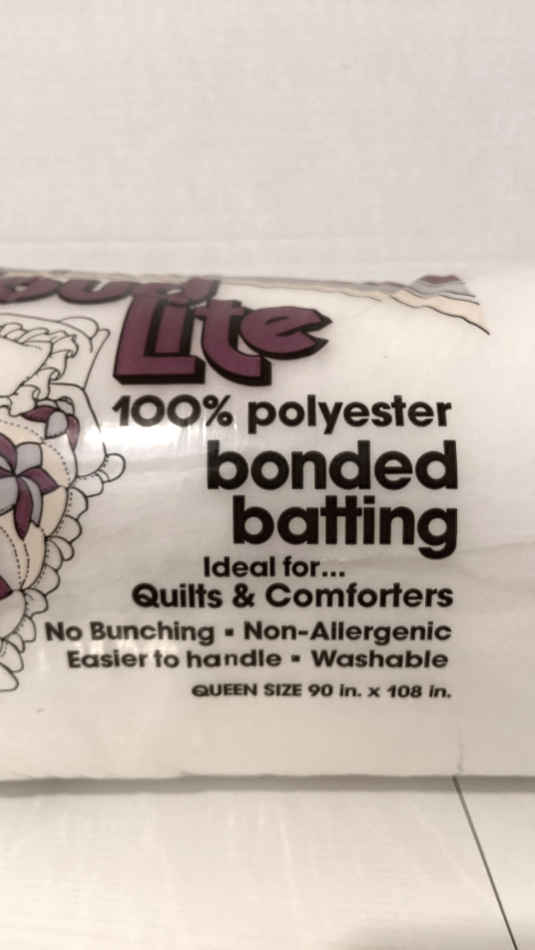 Lite
100% polyester
bonded
batting
Ideal for...
Quilts & Comforters
No Bunching ▪ Non-Allergenic
Easier to handle ▪ Washable
QUEEN SIZE 90 in. x 108 in.